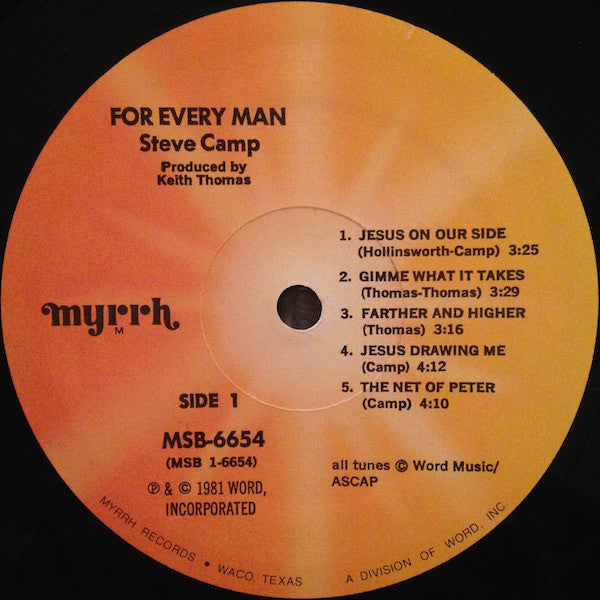 FOR EVERY MAN
Steve Camp
Produced by
Keith Thomas
1. JESUS ON OUR SIDE
(Hollinsworth-Camp) 3:25
2. GIMME WHAT IT TAKES
(Thomas-Thomas) 3:29
3. FARTHER AND HIGHER
(Thomas) 3:16
4. JESUS DRAWING ME
(Camp) 4:12
5. THE NET OF PETER
(Camp) 4:10
myrrh
M
SIDE 1
MSB-6654
(MSB 1-6654)
℗ & © 1981 WORD,
INCORPORATED
all tunes © Word Music/
ASCAP
MYRRH RECORDS • WACO, TEXAS A DIVISION OF WORD, INC.